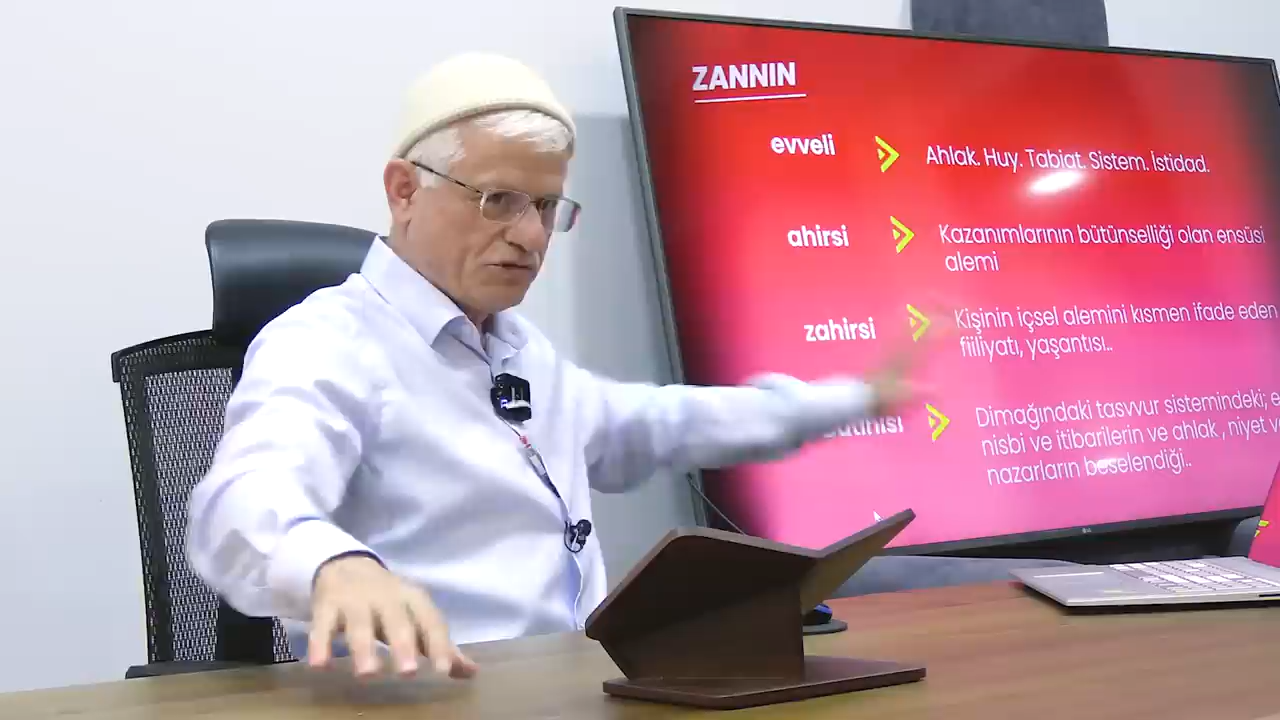 ZANNIN
evveli
Ahlak. Huy. Tabiat. Sistem. İstidad.
ahirsi
Kazanımlarının bütünselliği olan ensüsi
alemi
zahirsi
Kişinin içsel alemini kısmen ifade eden
fiiliyatı, yaşantısı..
Dimağındaki tasvvur sistemindeki;
nisbi ve itibarilerin ve ahlak , niyet
nazarların beselendiği..
LG